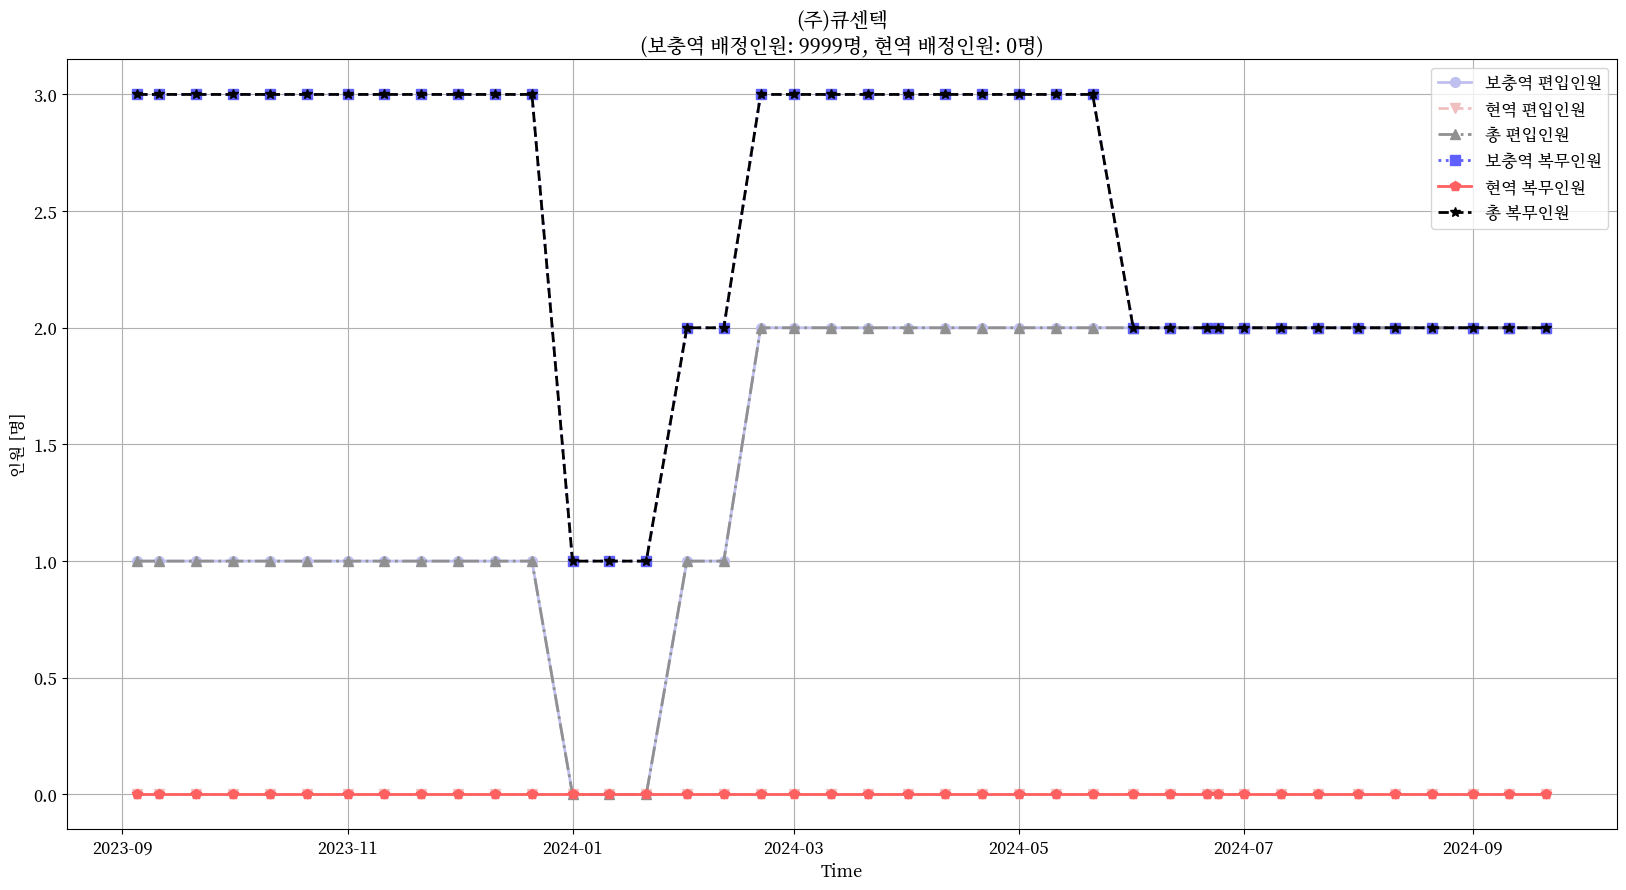 (주)큐센텍
(보충역 배정인원: 9999명, 현역 배정인원: 0명)
보충역 편입인원
현역 편입인원
총 편입인원
보충역 복무인원
현역 복무인원
총 복무인원
3.0
2.5
2.0
1.5
1.0
0.5
0.0
인원 [명]
2023-09
2023-11
2024-01
2024-03
2024-05
2024-07
2024-09
Time